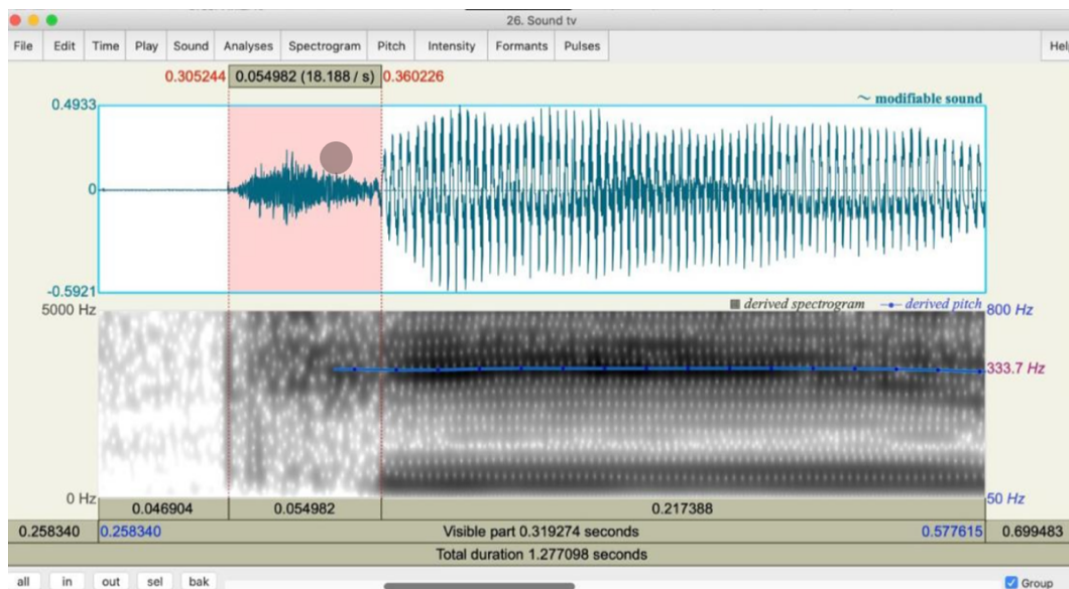 26. Sound tv
File Edit Time Play Sound Analyses Spectrogram Pitch Intensity Formants Pulses Help
0.305244 0.054982 (18.188 / s) 0.360226
0.4933 ~ modifiable sound
0
-0.5921
5000 Hz derived spectrogram derived pitch 800 Hz
333.7 Hz
0 Hz 50 Hz
0.046904 0.054982 0.217388
0.258340 0.258340 Visible part 0.319274 seconds 0.577615 0.699483
Total duration 1.277098 seconds
all in out sel bak Group